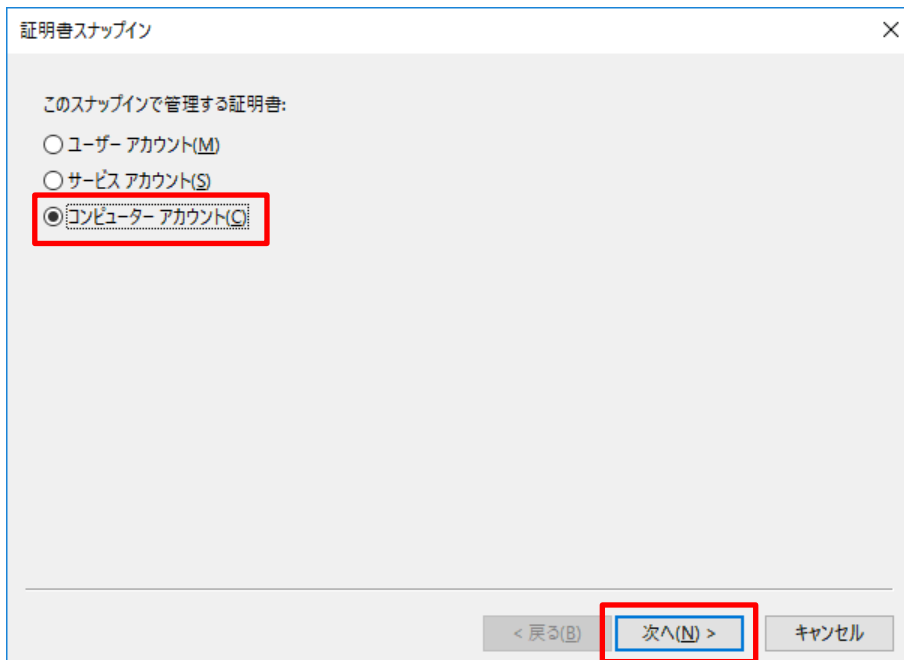 証明書スナップイン
このスナップインで管理する証明書:
ユーザー アカウント(M)
サービス アカウント(S)
コンピューター アカウント(C)
< 戻る(B) 次へ(N) > キャンセル